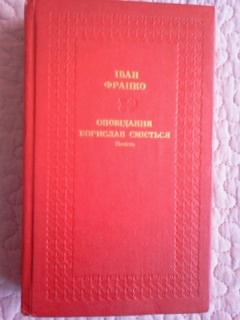 ІВАН
ФРАНКО
ОПОВІДАННЯ
БОРИСЛАВ СМІЄТЬСЯ
Повість